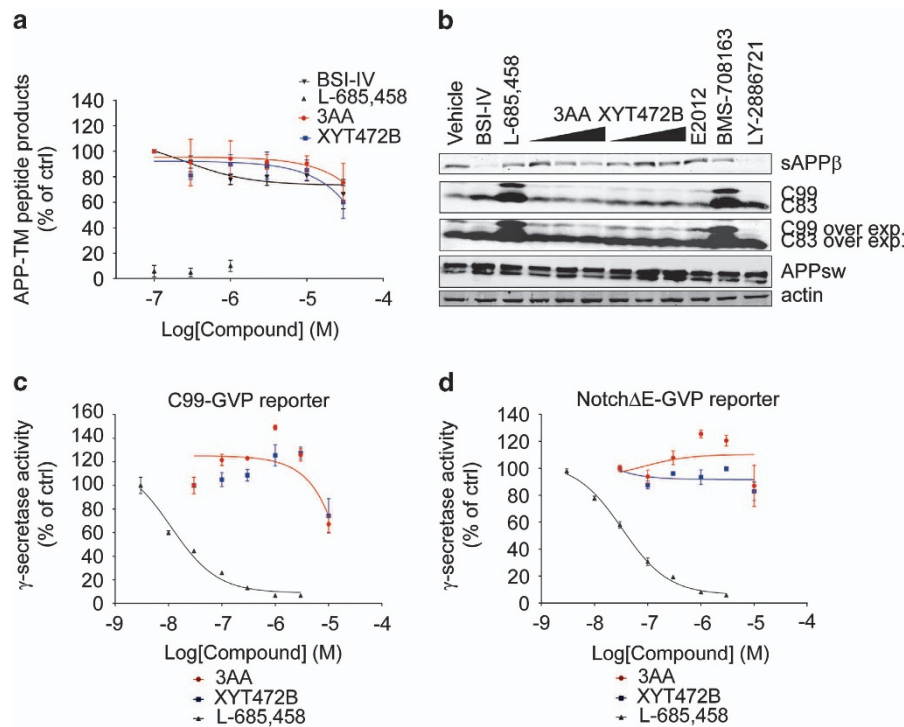 a
BSI-IV
L-685,458
3AA
XYT472B
APP-TM peptide products
(% of ctrl)
140
120
100
80
60
40
20
0
-7
-6
-5
Log[Compound] (M)
b
Vehicle
BSI-IV
L-685,458
3AA XYT472B
E2012
BMS-708163
LY-2886721
sAPPβ
C99
C83
C99 over exp.
C83 over exp.
APPsw
actin
c
C99-GVP reporter
γ-secretase activity
(% of ctrl)
160
140
120
100
80
60
40
20
0
-9
-8
-7
-6
-5
-4
Log[Compound] (M)
3AA
XYT472B
L-685,458
d
NotchΔE-GVP reporter
γ-secretase activity
(% of ctrl)
140
120
100
80
60
40
20
0
-9
-8
-7
-6
-5
-4
Log[Compound] (M)
3AA
XYT472B
L-685,458